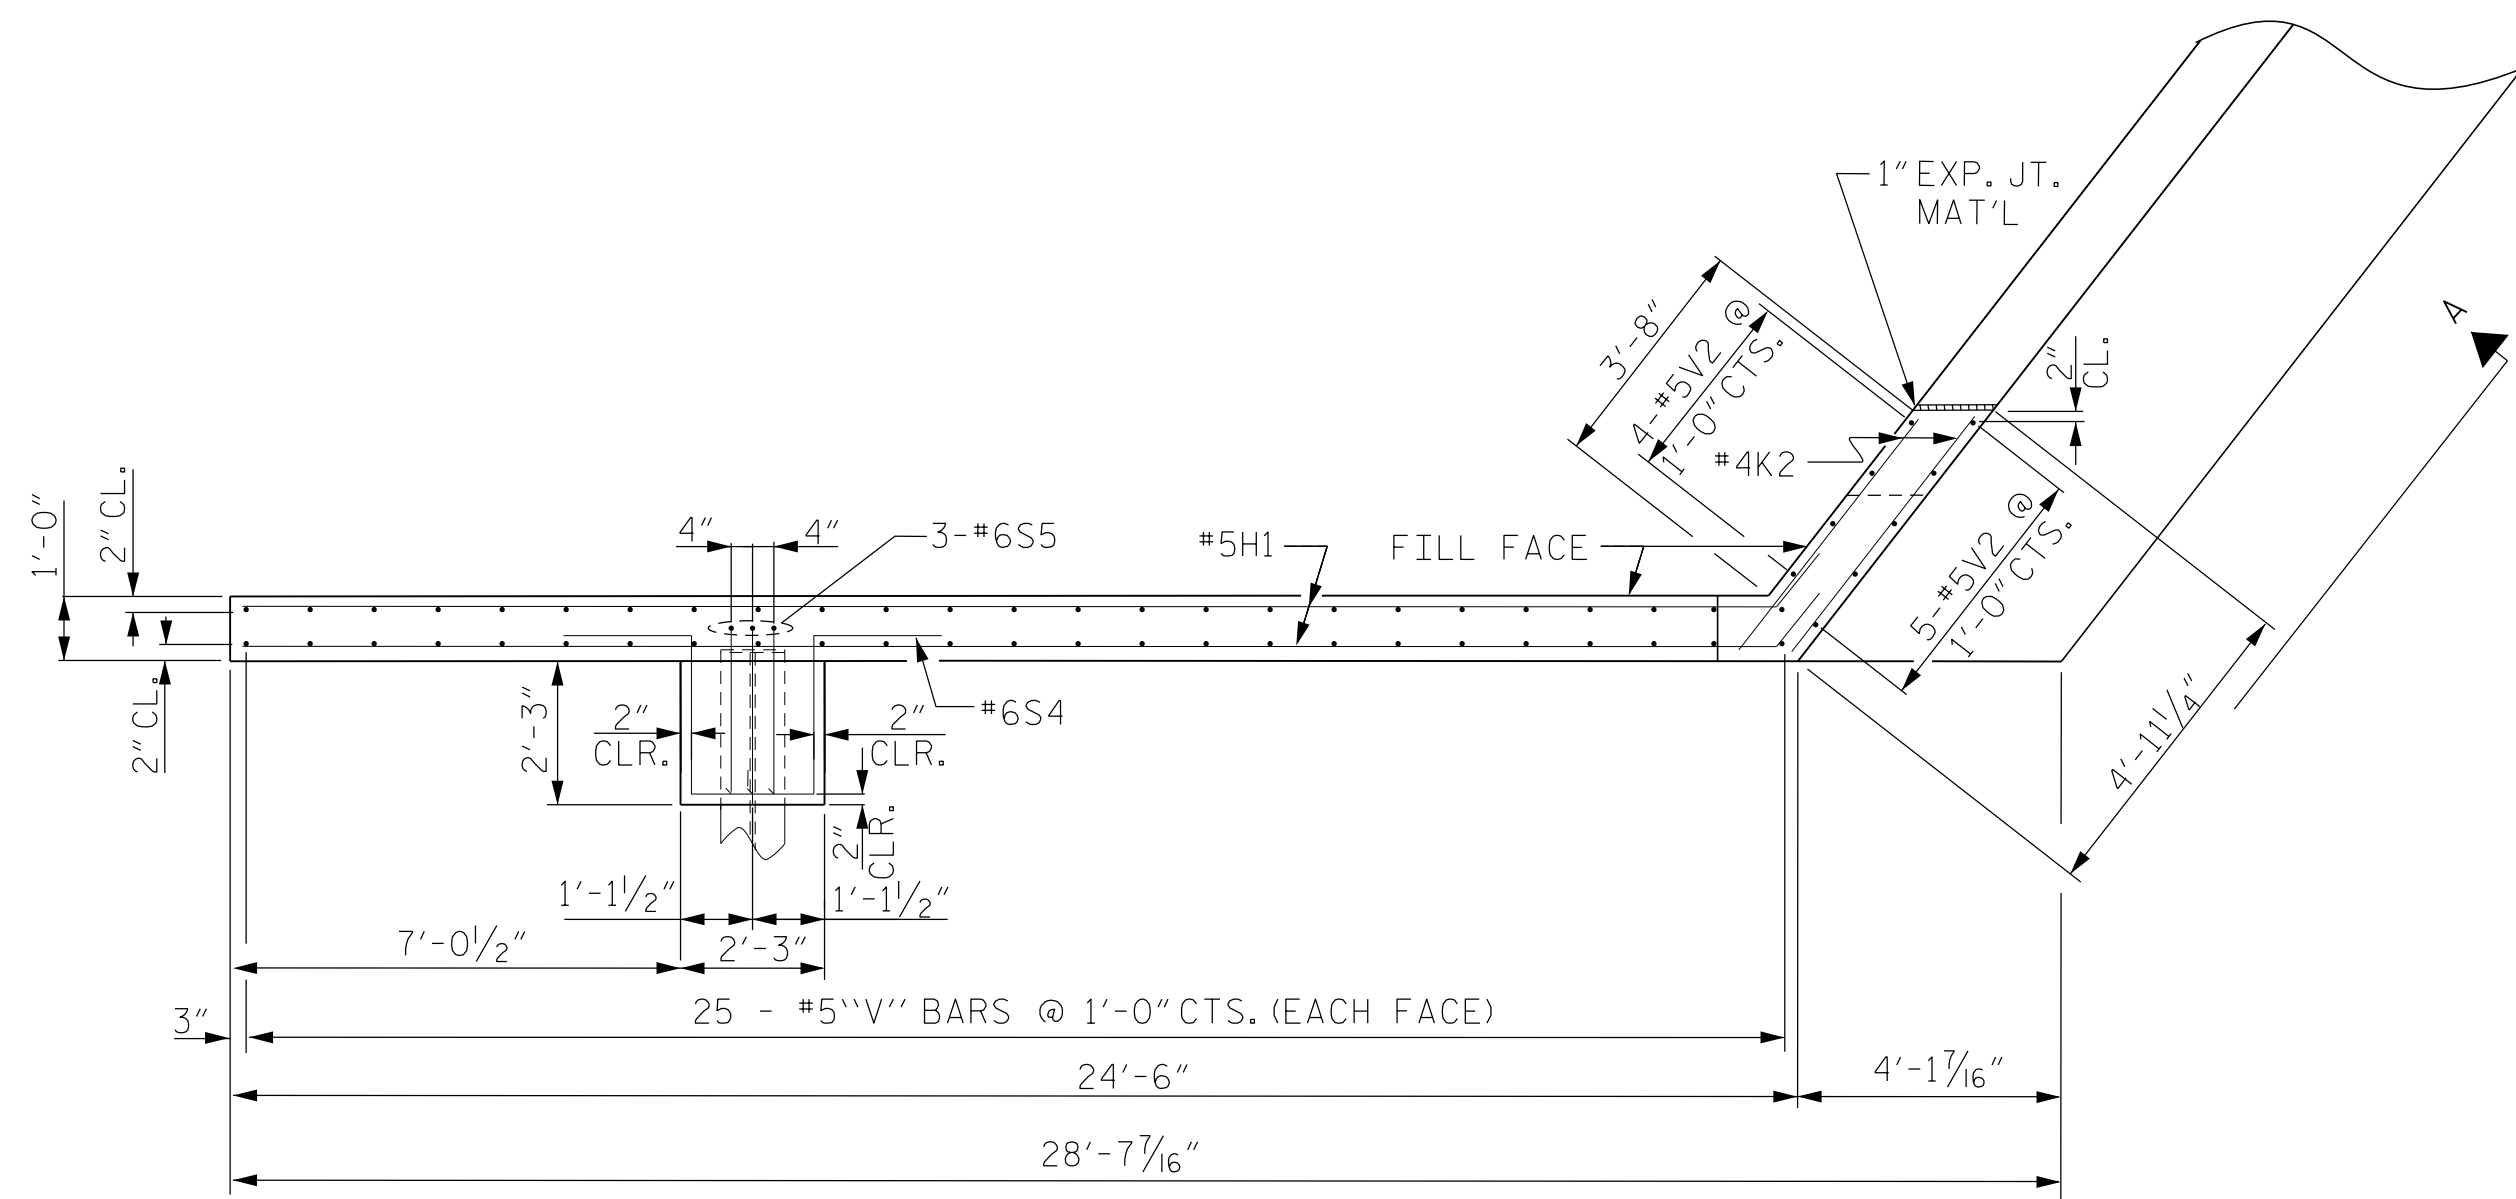 1" EXP. JT.
MAT'L
A
2"
CL.
3'-8"
4-#5V2 @
1'-0" CTS.
#4K2
1'-0"
2" CL.
4"
4"
3-#6S5
#5H1
FILL FACE
5-#5V2 @
1'-0" CTS.
2" CL.
2'-3"
2"
CLR.
2"
CLR.
#6S4
4'-11 1/4"
2"
CLR.
1'-1 1/2"
1'-1 1/2"
7'-0 1/2"
2'-3"
3"
25 - #5 ‘‘V’’ BARS @ 1'-0" CTS. (EACH FACE)
24'-6"
4'-1 7/16"
28'-7 7/16"